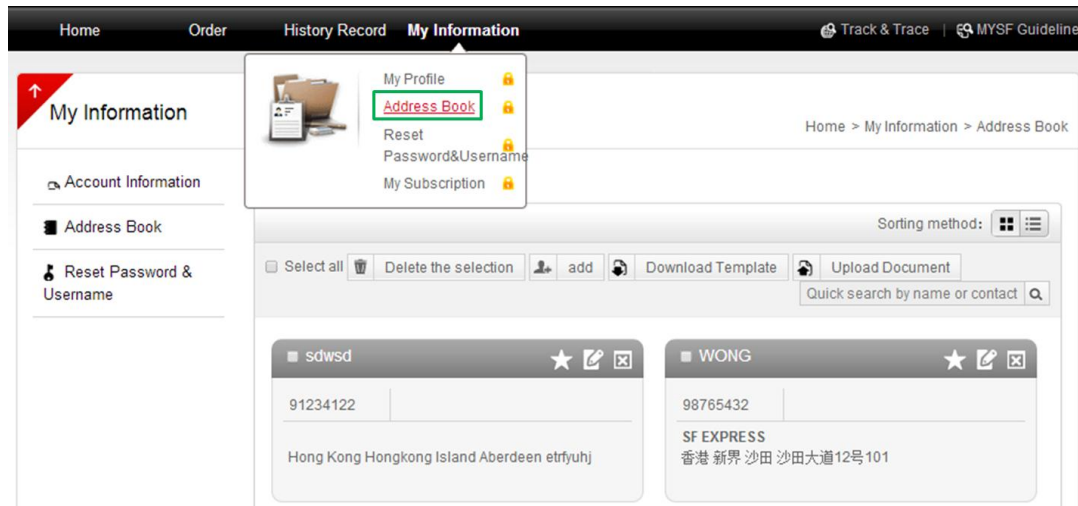 Home Order History Record My Information Track & Trace | MYSF Guideline
My Profile
Address Book
Reset
Password&Username
My Subscription
My Information
Home > My Information > Address Book
Account Information
Address Book
Reset Password &
Username
Sorting method:
Select all Delete the selection add Download Template Upload Document
Quick search by name or contact
sdwsd
91234122
Hong Kong Hongkong Island Aberdeen etrfyuhj
WONG
98765432
SF EXPRESS
香港 新界 沙田 沙田大道12号101